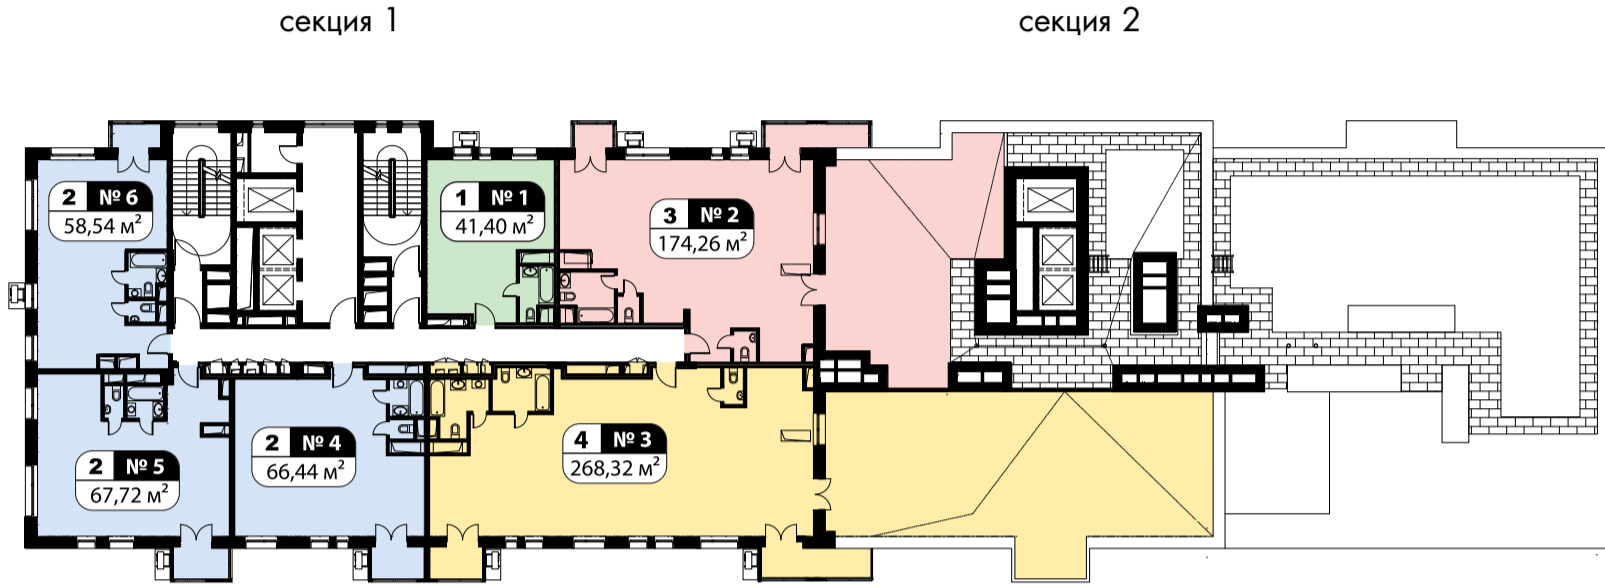 секция 1
секция 2
2 № 6
58,54 м²
1 № 1
41,40 м²
3 № 2
174,26 м²
2 № 5
67,72 м²
2 № 4
66,44 м²
4 № 3
268,32 м²